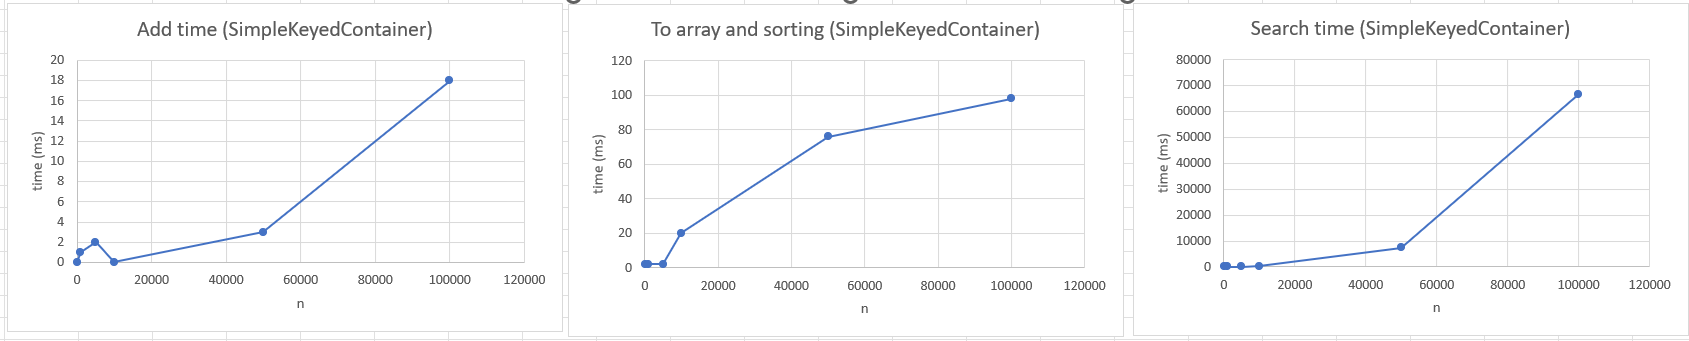 Add time (SimpleKeyedContainer)
20
18
16
14
12
10
8
6
4
2
0
time (ms)
0 20000 40000 60000 80000 100000 120000
n
To array and sorting (SimpleKeyedContainer)
120
100
80
60
40
20
0
time (ms)
0 20000 40000 60000 80000 100000 120000
n
Search time (SimpleKeyedContainer)
80000
70000
60000
50000
40000
30000
20000
10000
0
time (ms)
0 20000 40000 60000 80000 100000 120000
n